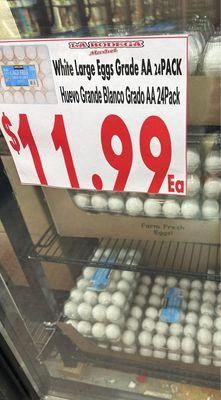 LA BODEGA
Market
White Large Eggs Grade AA 24PACK
Huevo Grande Blanco Grado AA 24Pack
$11.99 Ea
Farm Fresh
Eggs!